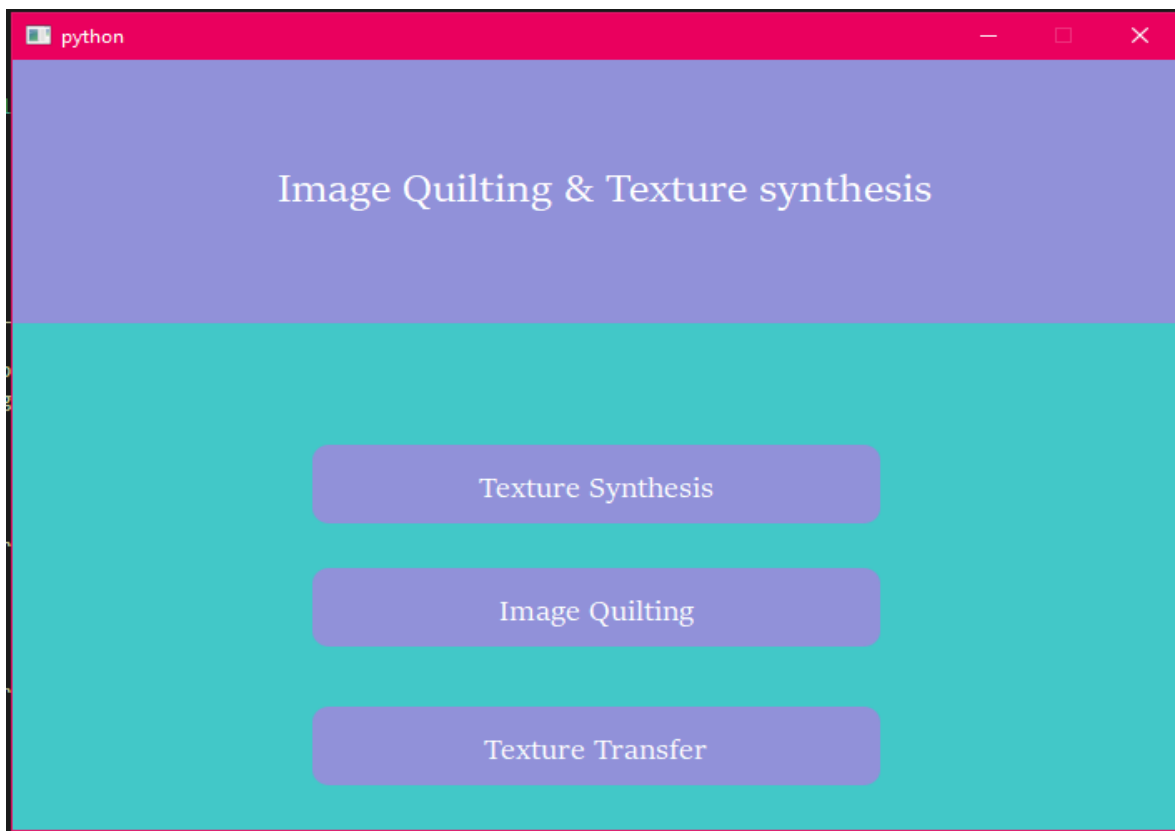 python
Image Quilting & Texture synthesis
Texture Synthesis
Image Quilting
Texture Transfer